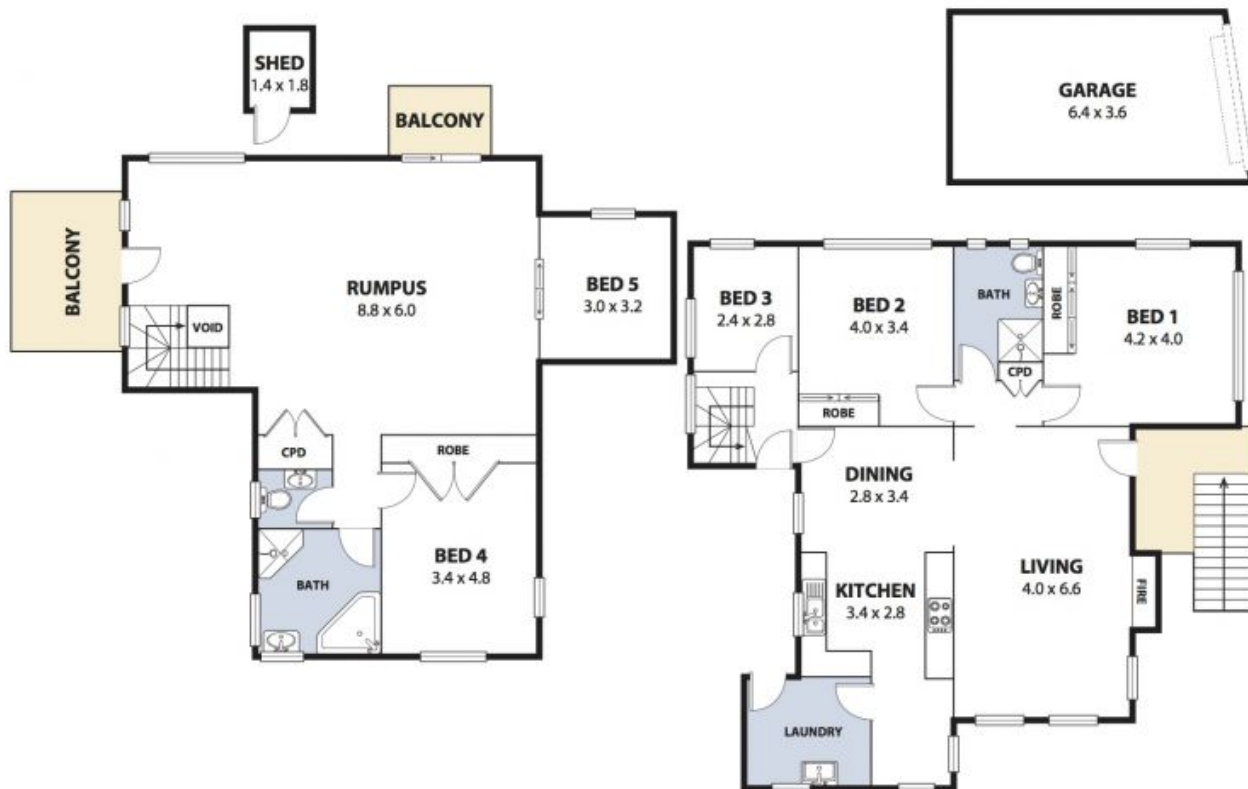 SHED
1.4 x 1.8
BALCONY
GARAGE
6.4 x 3.6
BALCONY
RUMPUS
8.8 x 6.0
BED 5
3.0 x 3.2
VOID
CPD
ROBE
BED 4
3.4 x 4.8
BATH
BED 3
2.4 x 2.8
BED 2
4.0 x 3.4
BATH
ROBE
BED 1
4.2 x 4.0
CPD
ROBE
DINING
2.8 x 3.4
KITCHEN
3.4 x 2.8
LIVING
4.0 x 6.6
FIRE
LAUNDRY